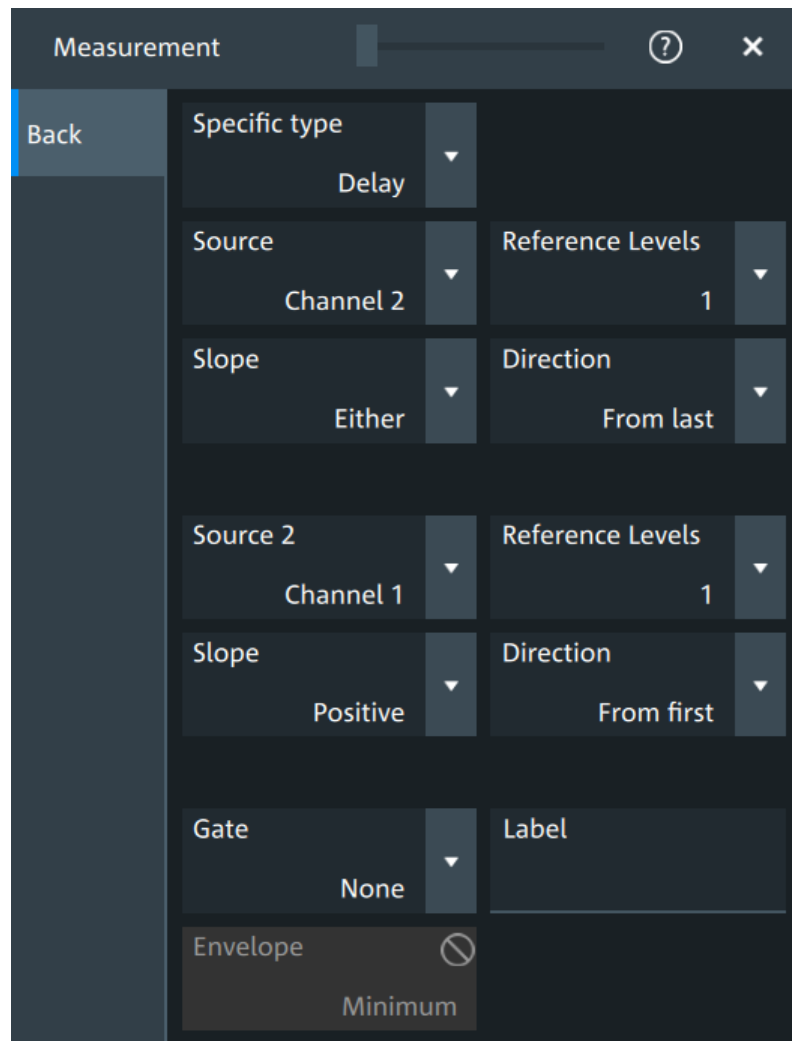 Measurement
Back
Specific type
Delay
Source
Channel 2
Reference Levels
1
Slope
Either
Direction
From last
Source 2
Channel 1
Reference Levels
1
Slope
Positive
Direction
From first
Gate
None
Label
Envelope
Minimum